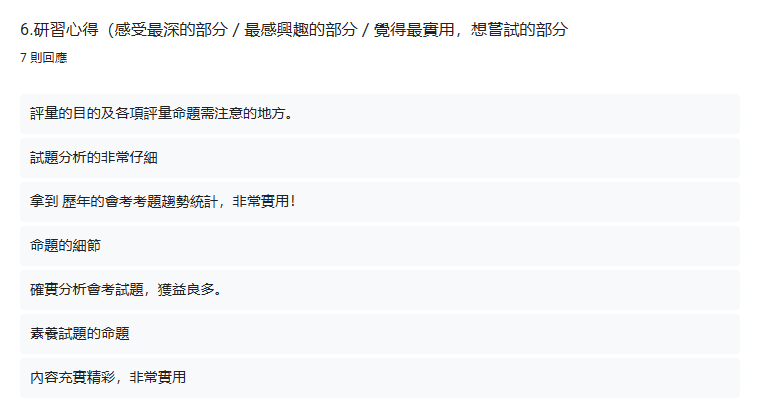 6.研習心得（感受最深的部分 / 最感興趣的部分 / 覺得最實用，想嘗試的部分
7 則回應
評量的目的及各項評量命題需注意的地方。
試題分析的非常仔細
拿到 歷年的會考考題趨勢統計，非常實用！
命題的細節
確實分析會考試題，獲益良多。
素養試題的命題
內容充實精彩，非常實用